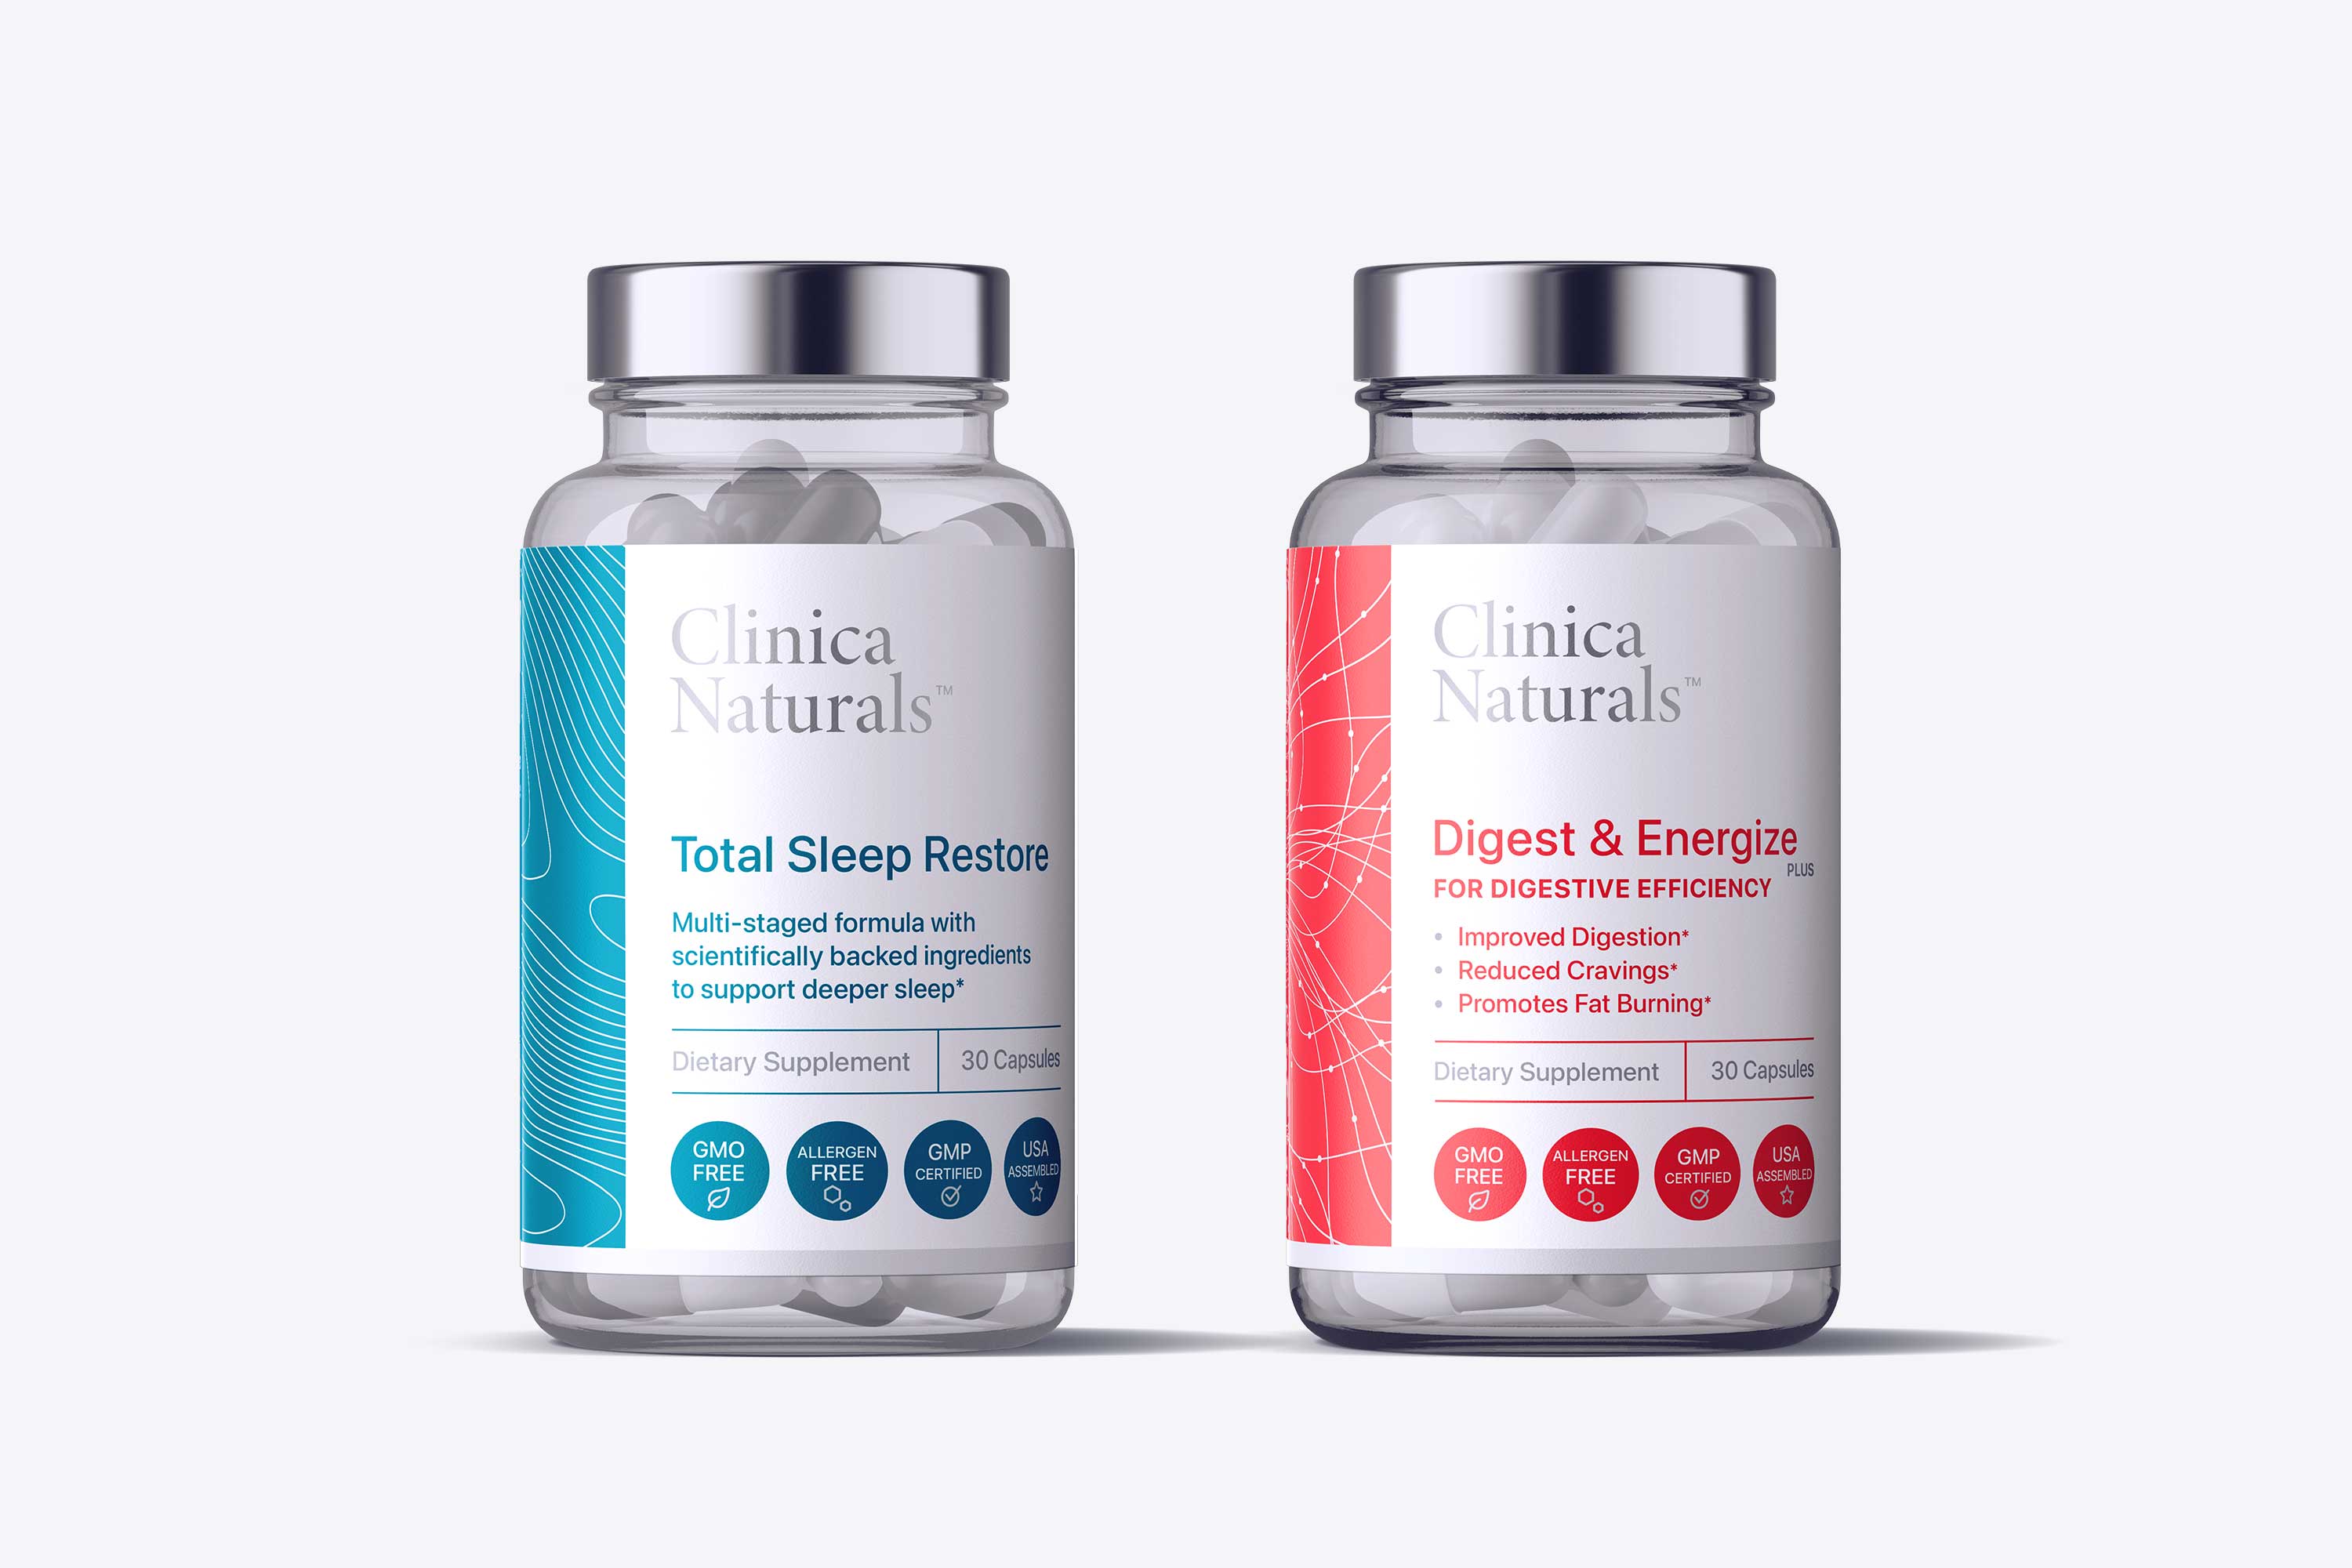 Clinica
Naturals™
Total Sleep Restore
Multi-staged formula with
scientifically backed ingredients
to support deeper sleep*
Dietary Supplement
30 Capsules
GMO
FREE
ALLERGEN
FREE
GMP
CERTIFIED
USA
ASSEMBLED
Clinica
Naturals™
Digest & Energize
PLUS
FOR DIGESTIVE EFFICIENCY
• Improved Digestion*
• Reduced Cravings*
• Promotes Fat Burning*
Dietary Supplement
30 Capsules
GMO
FREE
ALLERGEN
FREE
GMP
CERTIFIED
USA
ASSEMBLED